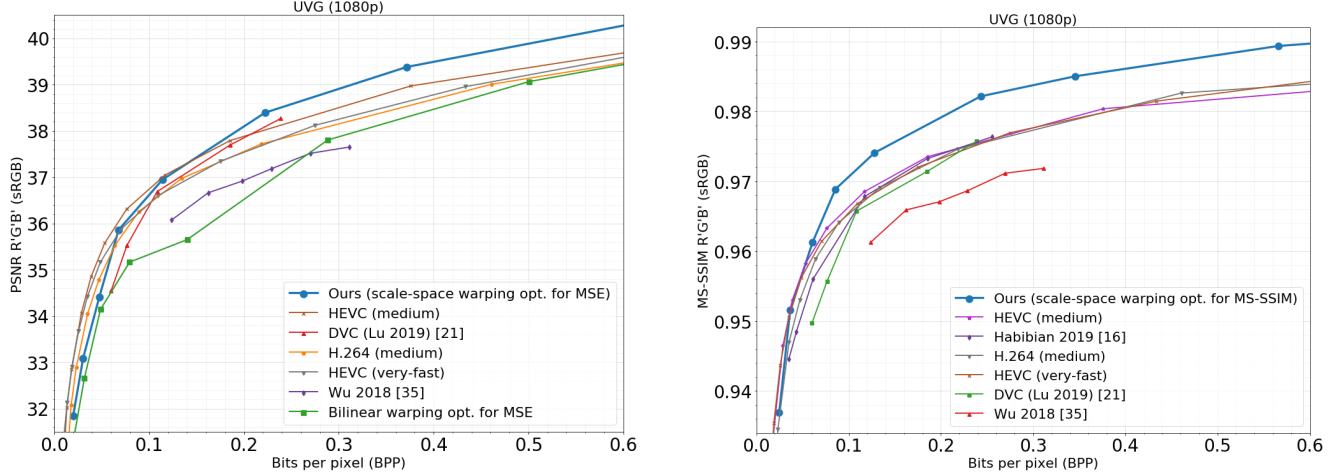 UVG (1080p)
PSNR R'G'B' (sRGB)
40
39
38
37
36
35
34
33
32
0.0 0.1 0.2 0.3 0.4 0.5 0.6
Bits per pixel (BPP)
Ours (scale-space warping opt. for MSE)
HEVC (medium)
DVC (Lu 2019) [21]
H.264 (medium)
HEVC (very-fast)
Wu 2018 [35]
Bilinear warping opt. for MSE
UVG (1080p)
MS-SSIM R'G'B' (sRGB)
0.99
0.98
0.97
0.96
0.95
0.94
0.0 0.1 0.2 0.3 0.4 0.5 0.6
Bits per pixel (BPP)
Ours (scale-space warping opt. for MS-SSIM)
HEVC (medium)
Habibian 2019 [16]
H.264 (medium)
HEVC (very-fast)
DVC (Lu 2019) [21]
Wu 2018 [35]